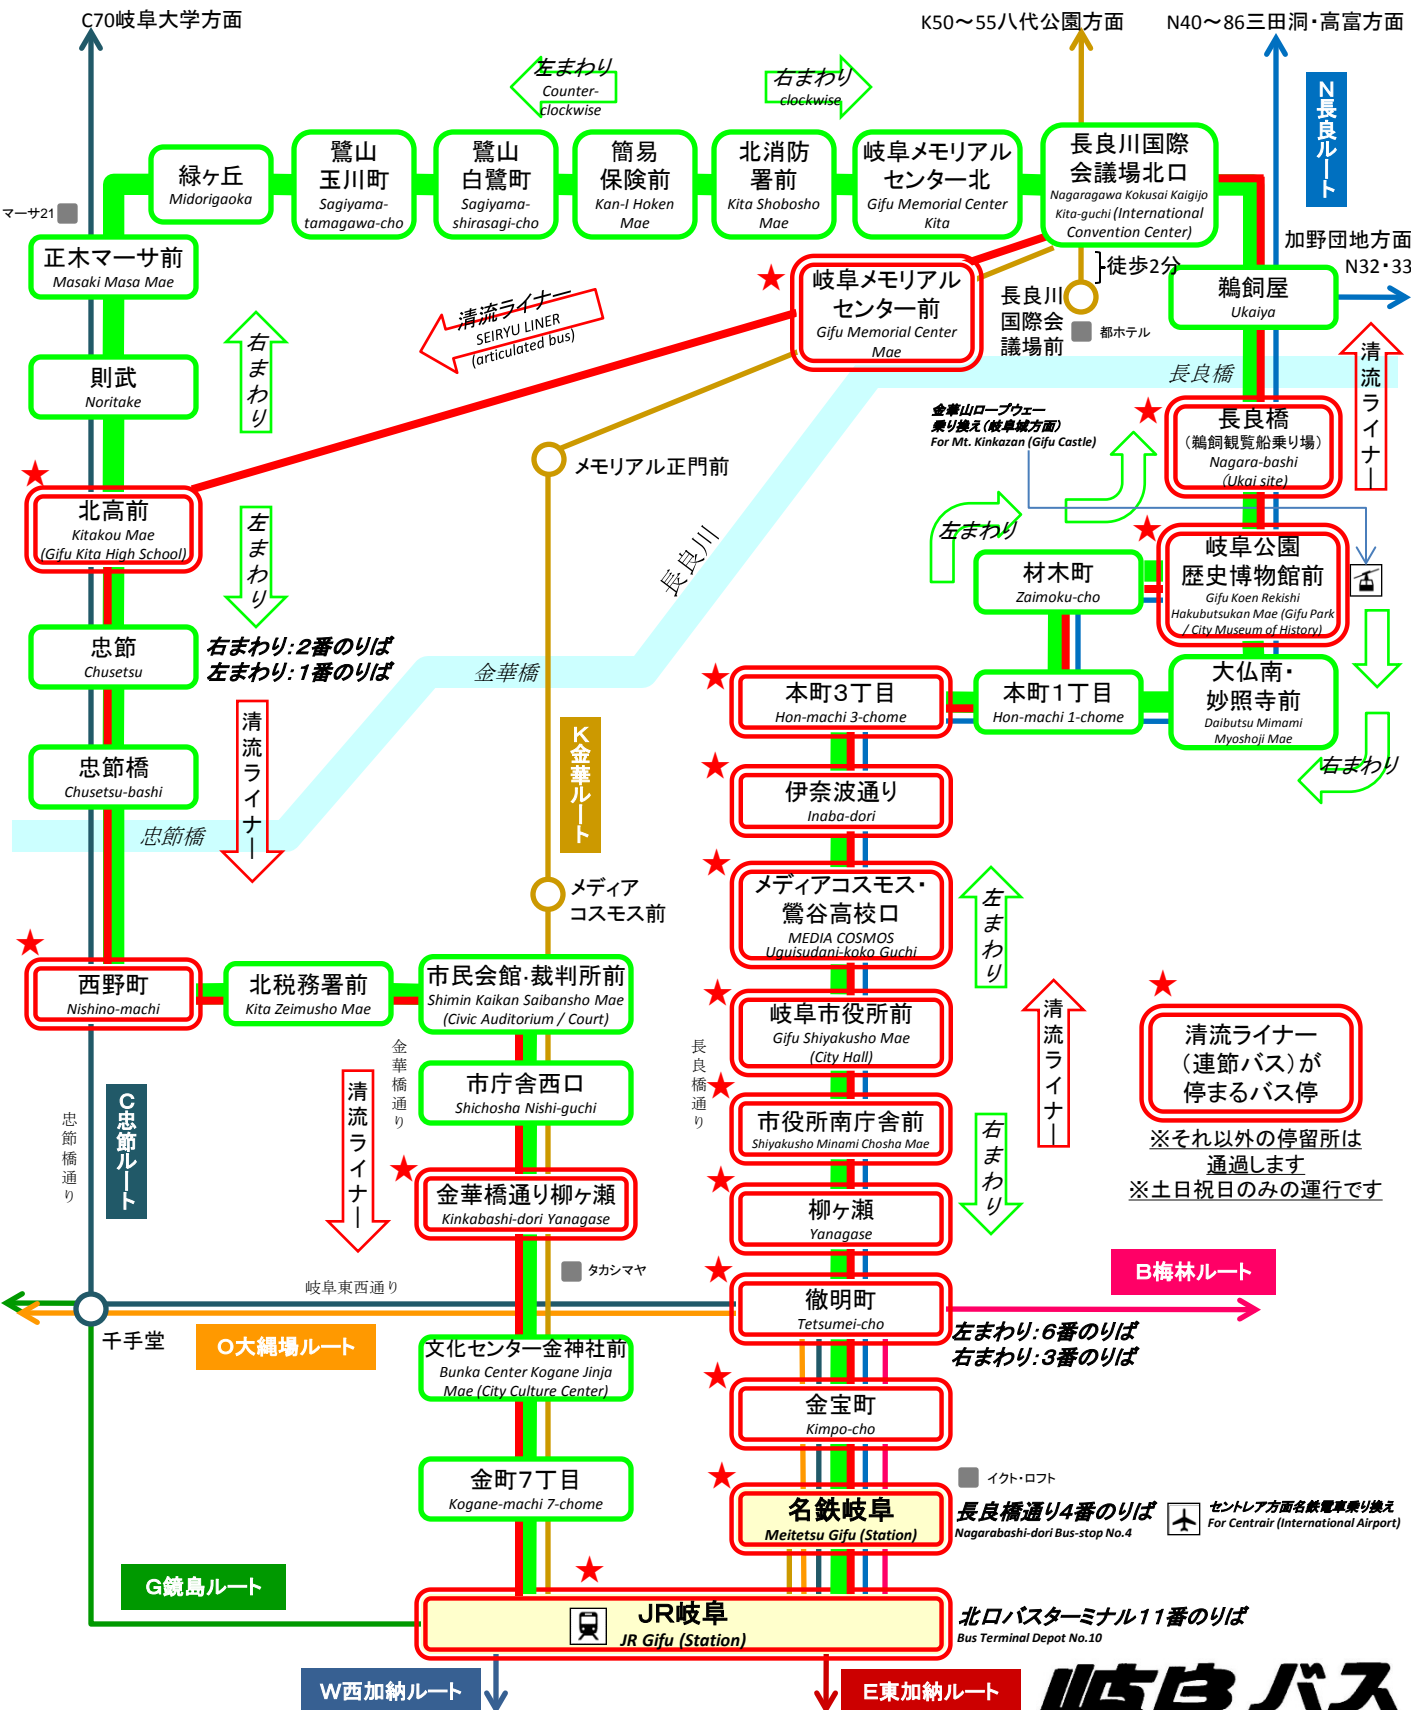 C70岐阜大学方面
K50～55八代公園方面
N40～86三田洞・高富方面
左まわり
Counter-
clockwise
右まわり
clockwise
N長良ルート
緑ヶ丘
Midorigaoka
鷺山
玉川町
Sagiyama-
tamagawa-cho
鷺山
白鷺町
Sagiyama-
shirasagi-cho
簡易
保険前
Kan-I Hoken
Mae
北消防
署前
Kita Shobosho
Mae
岐阜メモリアル
センター北
Gifu Memorial Center
Kita
長良川国際
会議場北口
Nagaragawa Kokusai Kaigijo
Kita-guchi (International
Convention Center)
マーサ21
正木マーサ前
Masaki Masa Mae
加野団地方面
N32・33
徒歩2分
鵜飼屋
Ukaiya
長良川
国際会
議場前
都ホテル
岐阜メモリアル
センター前
Gifu Memorial Center
Mae
清流ライナー
SEIRYU LINER
(articulated bus)
右まわり
則武
Noritake
長良橋
清流ライナー
金華山ロープウェー
乗り換え(岐阜城方面)
For Mt. Kinkazan (Gifu Castle)
長良橋
（鵜飼観覧船乗り場）
Nagara-bashi
(Ukai site)
メモリアル正門前
北高前
Kitakou Mae
(Gifu Kita High School)
左まわり
長良川
左まわり
岐阜公園
歴史博物館前
Gifu Koen Rekishi
Hakubutsukan Mae (Gifu Park
/ City Museum of History)
材木町
Zaimoku-cho
忠節
Chusetsu
右まわり：2番のりば
左まわり：1番のりば
金華橋
本町3丁目
Hon-machi 3-chome
本町1丁目
Hon-machi 1-chome
大仏南・
妙照寺前
Daibutsu Mimami
Myoshoji Mae
右まわり
清流ライナー
K金華ルート
忠節橋
Chusetsu-bashi
伊奈波通り
Inaba-dori
忠節橋
メディア
コスモス前
メディアコスモス・
鶯谷高校口
MEDIA COSMOS
Uguisudani-koko Guchi
左まわり
西野町
Nishino-machi
北税務署前
Kita Zeimusho Mae
市民会館・裁判所前
Shimin Kaikan Saibansho Mae
(Civic Auditorium / Court)
岐阜市役所前
Gifu Shiyakusho Mae
(City Hall)
清流ライナー
清流ライナー
（連節バス）が
停まるバス停
※それ以外の停留所は
通過します
※土日祝日のみの運行です
金華橋通り
長良橋通り
市庁舎西口
Shichosha Nishi-guchi
清流ライナー
C忠節ルート
忠節橋通り
市役所南庁舎前
Shiyakusho Minami Chosha Mae
右まわり
金華橋通り柳ヶ瀬
Kinkabashi-dori Yanagase
柳ヶ瀬
Yanagase
タカシマヤ
岐阜東西通り
B梅林ルート
徹明町
Tetsumei-cho
左まわり：6番のりば
右まわり：3番のりば
千手堂
O大縄場ルート
文化センター金神社前
Bunka Center Kogane Jinja
Mae (City Culture Center)
金宝町
Kimpo-cho
金町7丁目
Kogane-machi 7-chome
イクト・ロフト
名鉄岐阜
Meitetsu Gifu (Station)
長良橋通り4番のりば
Nagarabashi-dori Bus-stop No.4
セントレア方面名鉄電車乗り換え
For Centrair (International Airport)
G鏡島ルート
JR岐阜
JR Gifu (Station)
北口バスターミナル11番のりば
Bus Terminal Depot No.10
W西加納ルート
E東加納ルート
岐阜バス